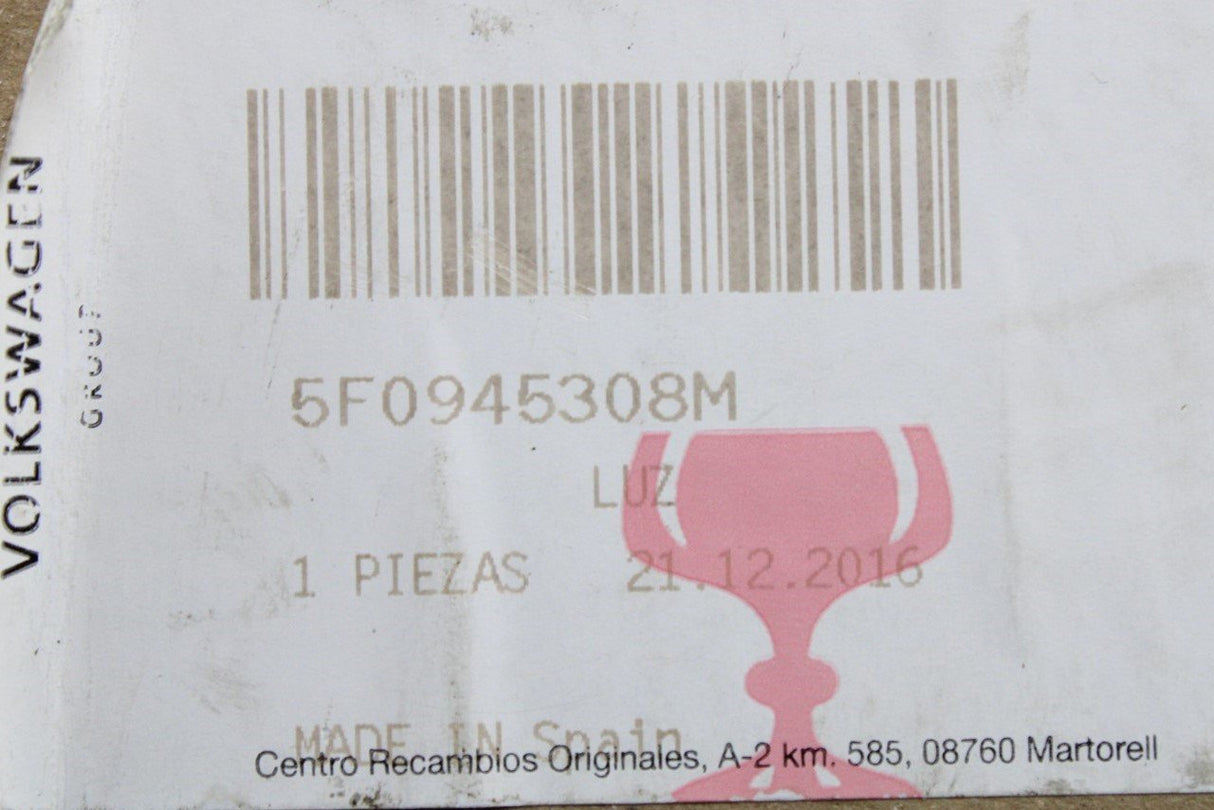 VOLKSWAGEN
GROUP
5F0945308M
LUZ
1 PIEZAS 21.12.2016
MADE IN Spain
Centro Recambios Originales, A-2 km. 585, 08760 Martorell